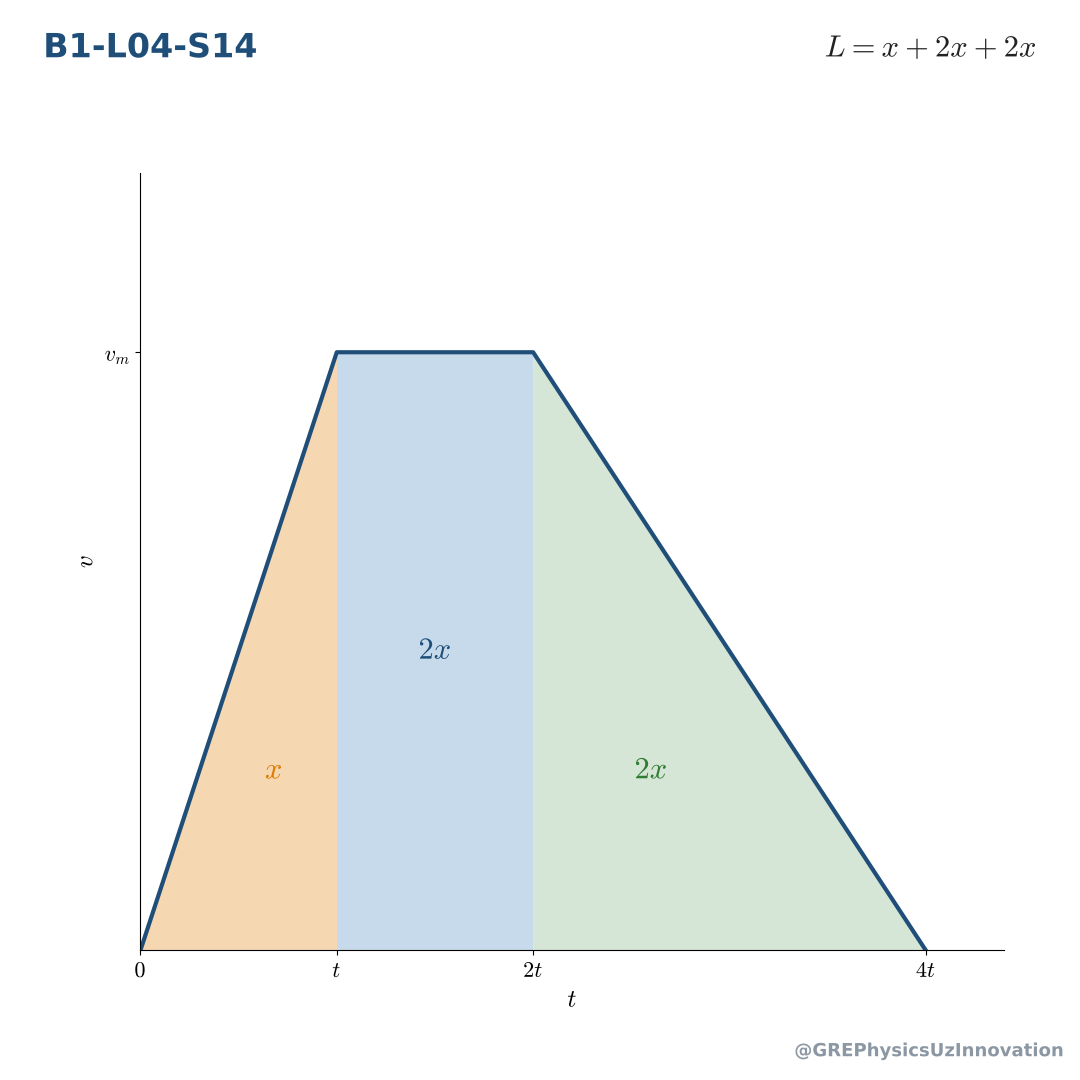 B1-L04-S14
L = x + 2x + 2x
v_m
v
2x
x
2x
0 t 2t 4t
t
@GREPhysicsUzInnovation